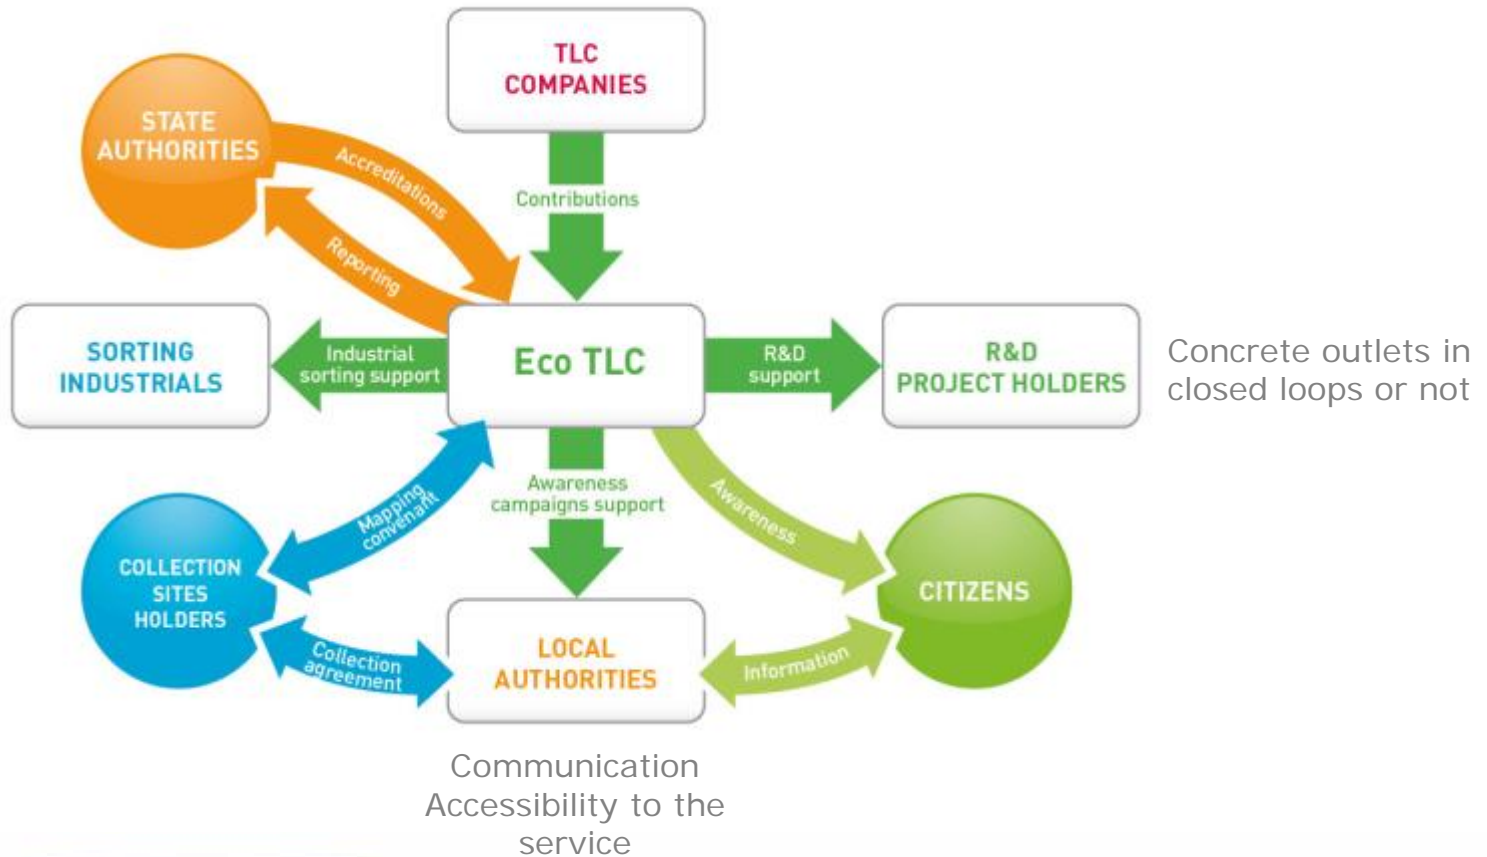 TLC
COMPANIES
STATE
AUTHORITIES
Accreditations
Contributions
Reporting
SORTING
INDUSTRIALS
Industrial
sorting support
Eco TLC
R&D
support
R&D
PROJECT HOLDERS
Concrete outlets in
closed loops or not
Mapping
convenant
Awareness
campaigns support
Awareness
COLLECTION
SITES
HOLDERS
CITIZENS
Collection
agreement
LOCAL
AUTHORITIES
Information
Communication
Accessibility to the
service